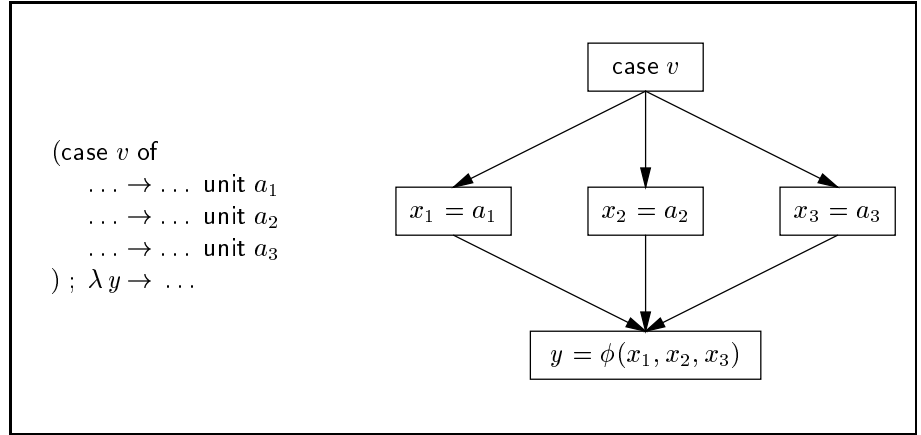 (case v of
… → … unit a₁
… → … unit a₂
… → … unit a₃
) ; λ y → …
case v
x₁ = a₁
x₂ = a₂
x₃ = a₃
y = ϕ(x₁, x₂, x₃)